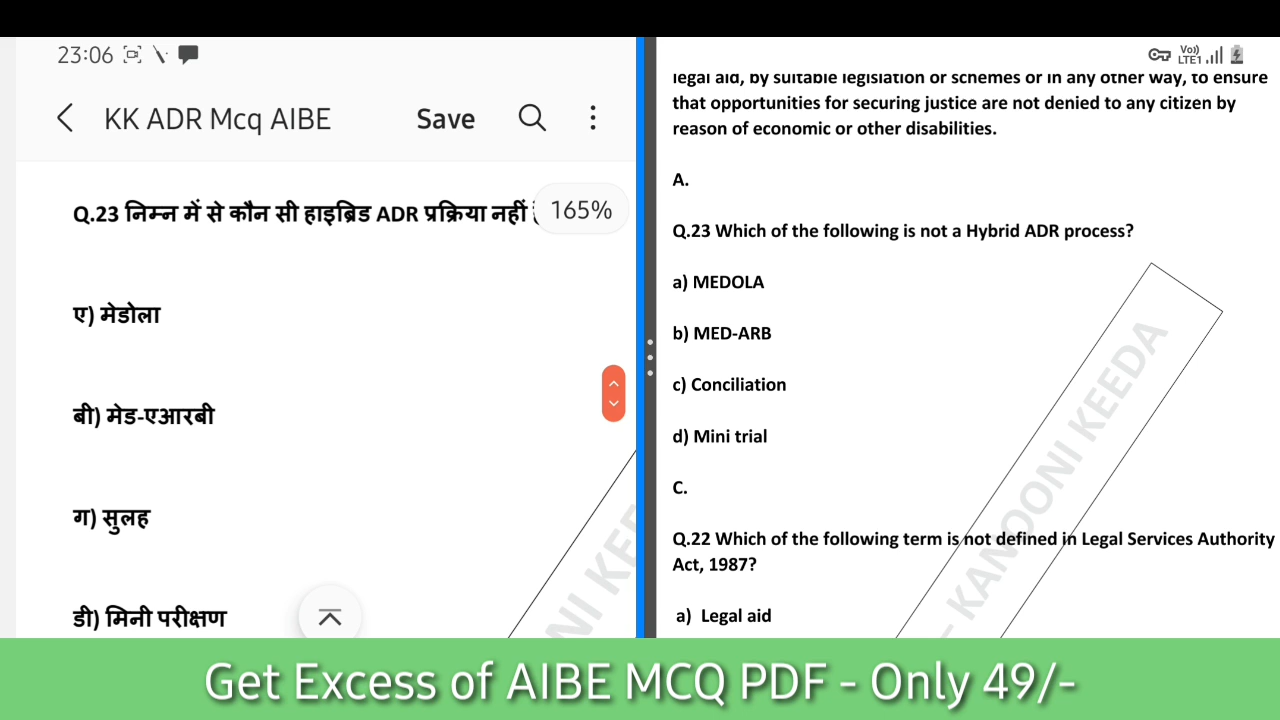 23:06
KK ADR Mcq AIBE Save
Q.23 निम्न में से कौन सी हाइब्रिड ADR प्रक्रिया नहीं
165%
ए) मेडोला
बी) मेड-एआरबी
ग) सुलह
डी) मिनी परीक्षण
Vo)) LTE1
legal aid, by suitable legislation or schemes or in any other way, to ensure
that opportunities for securing justice are not denied to any citizen by
reason of economic or other disabilities.
A.
Q.23 Which of the following is not a Hybrid ADR process?
a) MEDOLA
b) MED-ARB
c) Conciliation
d) Mini trial
C.
Q.22 Which of the following term is not defined in Legal Services Authority
Act, 1987?
a) Legal aid
- KANOONI KEEDA
NI KEE
Get Excess of AIBE MCQ PDF - Only 49/-